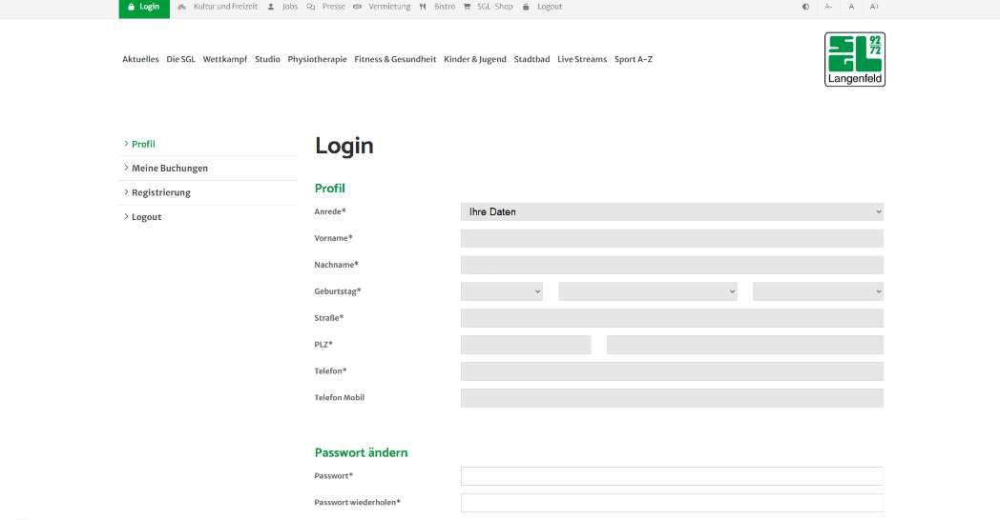 Login Kultur und Freizeit Jobs Presse Vermietung Bistro SGL-Shop Logout A- A A+
Aktuelles Die SGL Wettkampf Studio Physiotherapie Fitness & Gesundheit Kinder & Jugend Stadtbad Live Streams Sport A-Z
SGL 92 72
Langenfeld
Profil
Meine Buchungen
Registrierung
Logout
Login
Profil
Anrede* Ihre Daten
Vorname*
Nachname*
Geburtstag*
Straße*
PLZ*
Telefon*
Telefon Mobil
Passwort ändern
Passwort*
Passwort wiederholen*